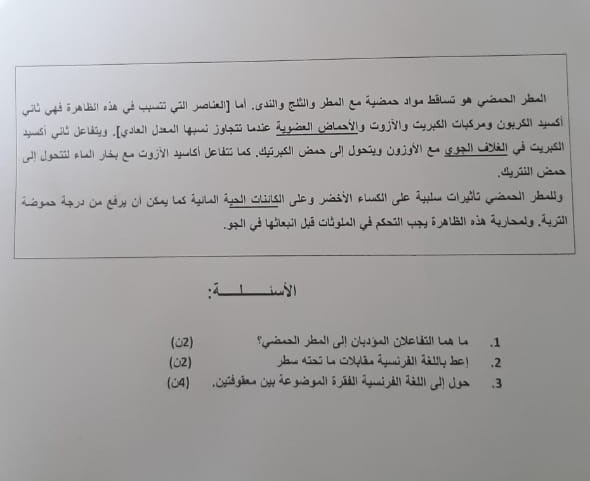 المطر الحمضي هو تساقط مواد حمضية مع المطر والثلج والندى. أما [العناصر التي تتسبب في هذه الظاهرة فهي ثاني
أكسيد الكربون ومركبات الكبريت والآزوت والأحماض العضوية عندما تتجاوز نسبها المعدل العادي]. ويتفاعل ثاني أكسيد
الكبريت في الغلاف الجوي مع الأوزون ويتحول إلى حمض الكبريتيك. كما تتفاعل أكاسيد الآزوت مع بخار الماء لتتحول إلى
حمض النتريك.
وللمطر الحمضي تأثيرات سلبية على الكساء الأخضر وعلى الكائنات الحية المائية كما يمكن أن يرفع من درجة حموضة
التربة. ولمحاربة هذه الظاهرة يجب التحكم في الملوثات قبل انبعاثها في الجو.
الأسئـــلـــة:
1. ما هما التفاعلان المؤديان إلى المطر الحمضي؟ (2ن)
2. إعط باللغة الفرنسية مقابلات ما تحته سطر (2ن)
3. حول إلى اللغة الفرنسية الفقرة الموضوعة بين معقوفتين. (4ن)